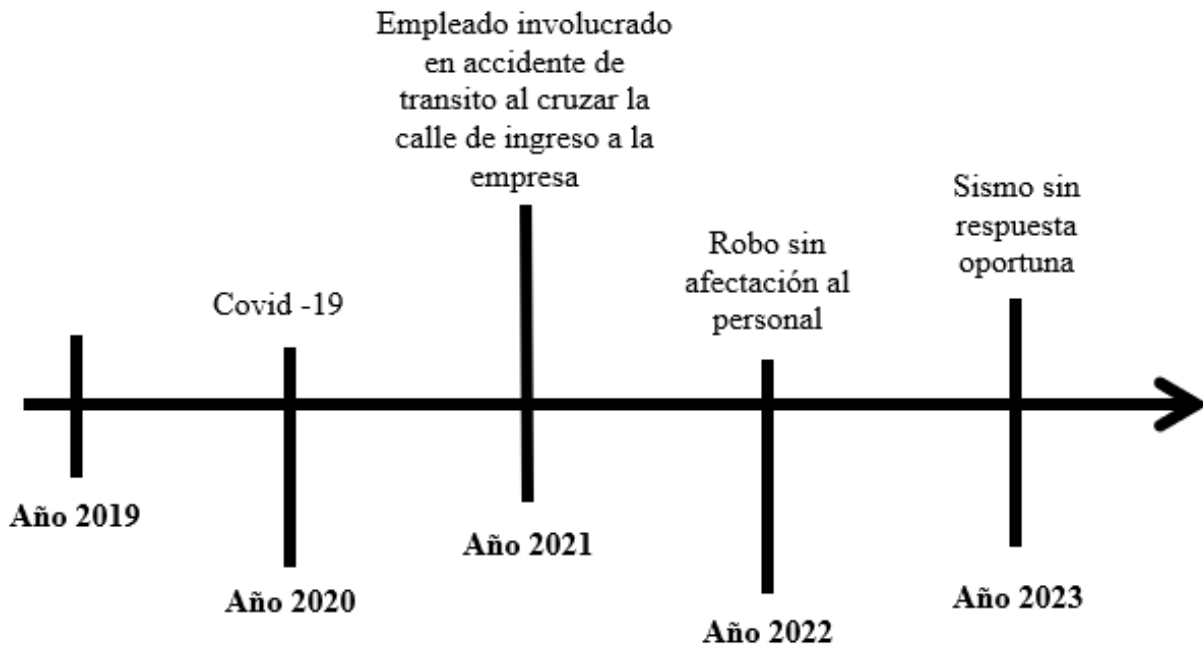 Empleado involucrado
en accidente de
transito al cruzar la
calle de ingreso a la
empresa
Sismo sin
respuesta
oportuna
Robo sin
afectación al
personal
Covid -19
Año 2019
Año 2020
Año 2021
Año 2022
Año 2023